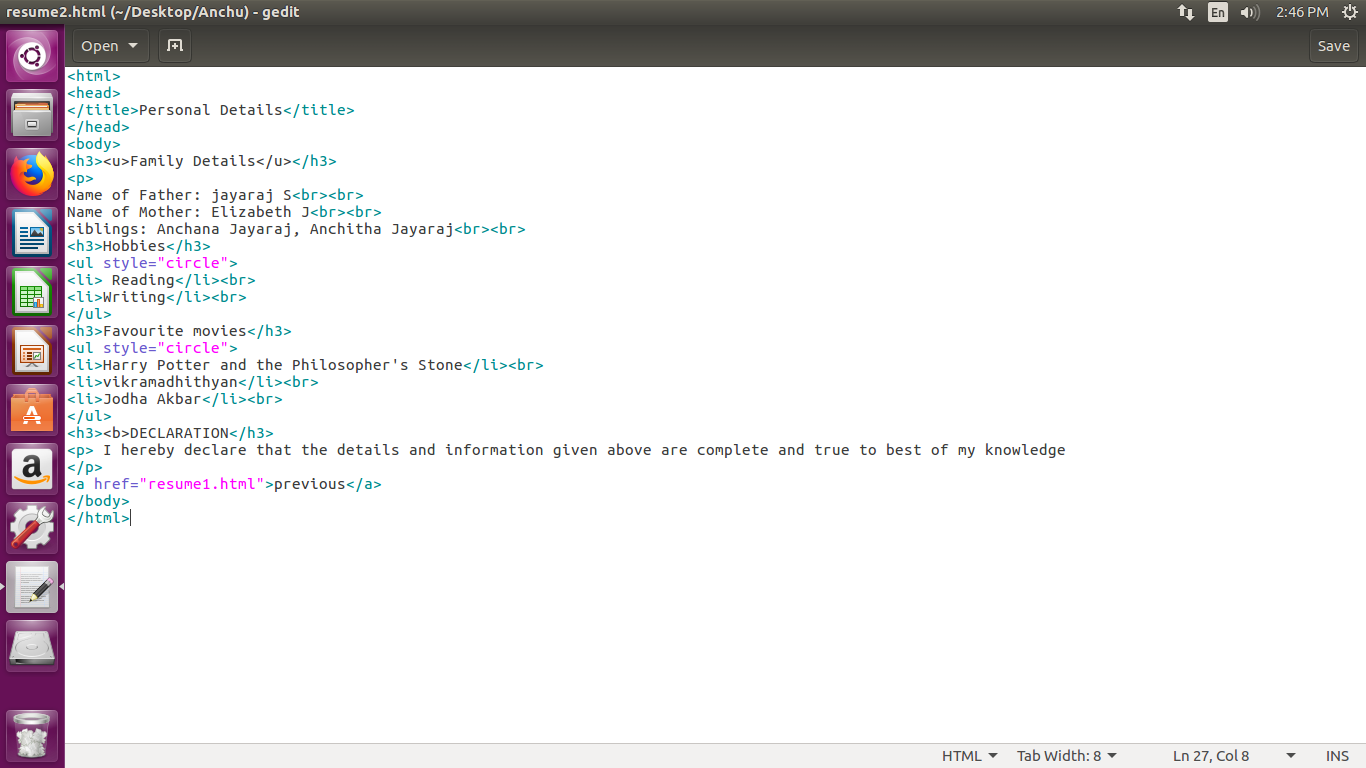 resume2.html (~/Desktop/Anchu) - gedit
En
2:46 PM
Open
Save
<html>
<head>
</title>Personal Details</title>
</head>
<body>
<h3><u>Family Details</u></h3>
<p>
Name of Father: jayaraj S<br><br>
Name of Mother: Elizabeth J<br><br>
siblings: Anchana Jayaraj, Anchitha Jayaraj<br><br>
<h3>Hobbies</h3>
<ul style="circle">
<li> Reading</li><br>
<li>Writing</li><br>
</ul>
<h3>Favourite movies</h3>
<ul style="circle">
<li>Harry Potter and the Philosopher's Stone</li><br>
<li>vikramadhithyan</li><br>
<li>Jodha Akbar</li><br>
</ul>
<h3><b>DECLARATION</h3>
<p> I hereby declare that the details and information given above are complete and true to best of my knowledge
</p>
<a href="resume1.html">previous</a>
</body>
</html>
HTML
Tab Width: 8
Ln 27, Col 8
INS